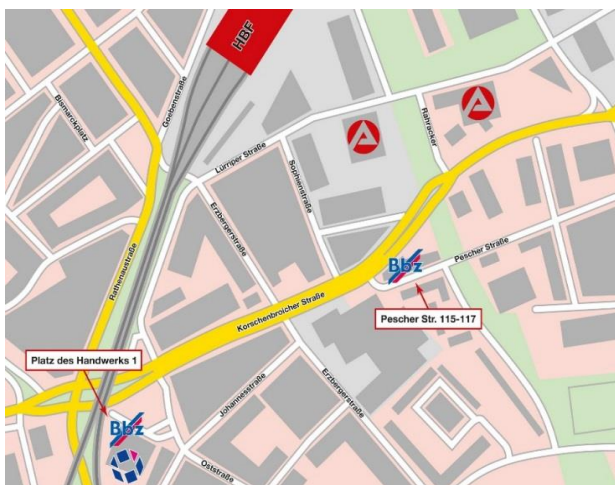 HBF
Goebenstraße
Bismarckplatz
Lürriper Straße
Sophienstraße
Rahracker
Erzbergerstraße
Rathenaustraße
Pescher Straße
Bbz
Korschenbroicher Straße
Pescher Str. 115-117
Platz des Handwerks 1
Johannesstraße
Erzbergerstraße
Bbz
Oststraße